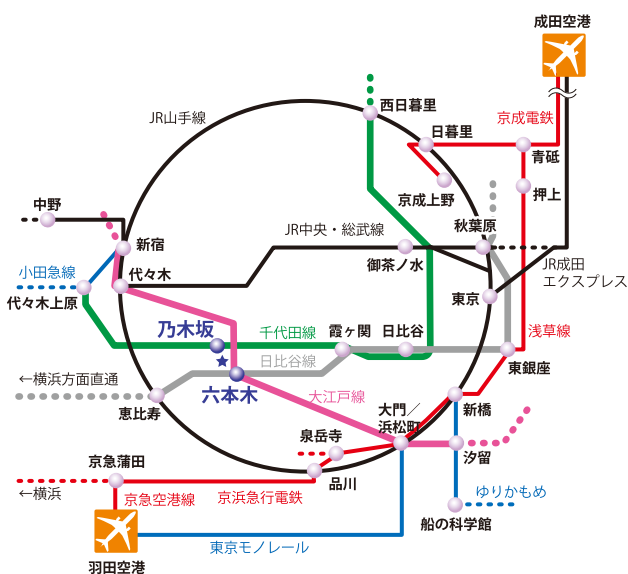 成田空港
西日暮里
JR山手線
日暮里
京成電鉄
青砥
京成上野
押上
中野
秋葉原
JR中央・総武線
新宿
御茶ノ水
小田急線
代々木
JR成田
エクスプレス
代々木上原
東京
乃木坂
千代田線
霞ヶ関
日比谷
浅草線
日比谷線
東銀座
←横浜方面直通
六本木
大江戸線
恵比寿
大門／
浜松町
新橋
泉岳寺
京急蒲田
汐留
品川
←横浜
京急空港線
京浜急行電鉄
ゆりかもめ
船の科学館
東京モノレール
羽田空港